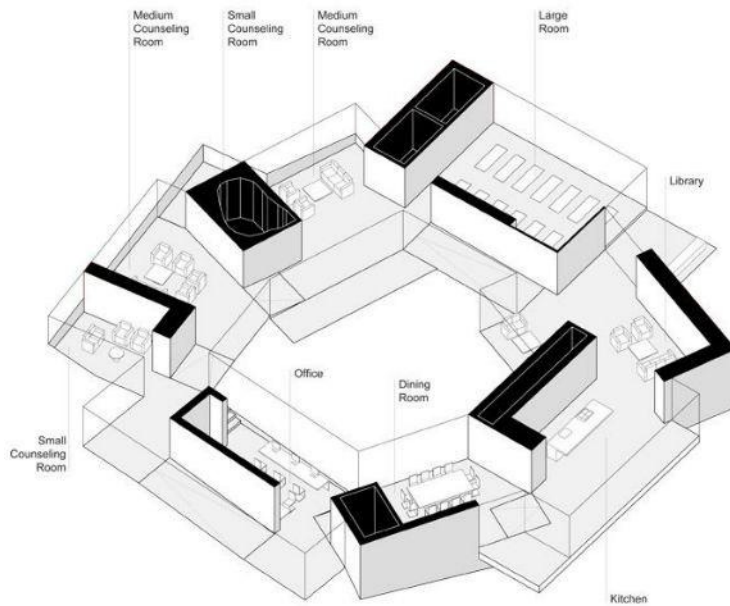 Medium
Counseling
Room
Small
Counseling
Room
Medium
Counseling
Room
Large
Room
Library
Office
Dining
Room
Small
Counseling
Room
Kitchen